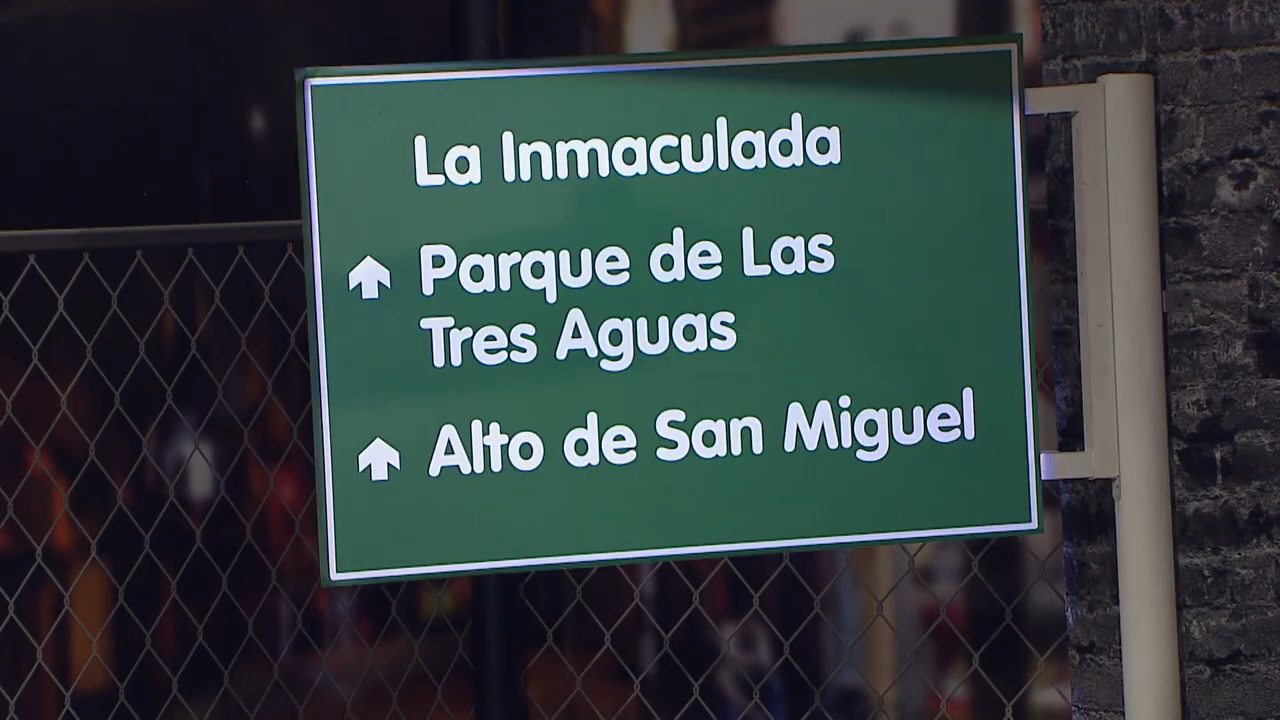 La Inmaculada
Parque de Las
Tres Aguas
Alto de San Miguel